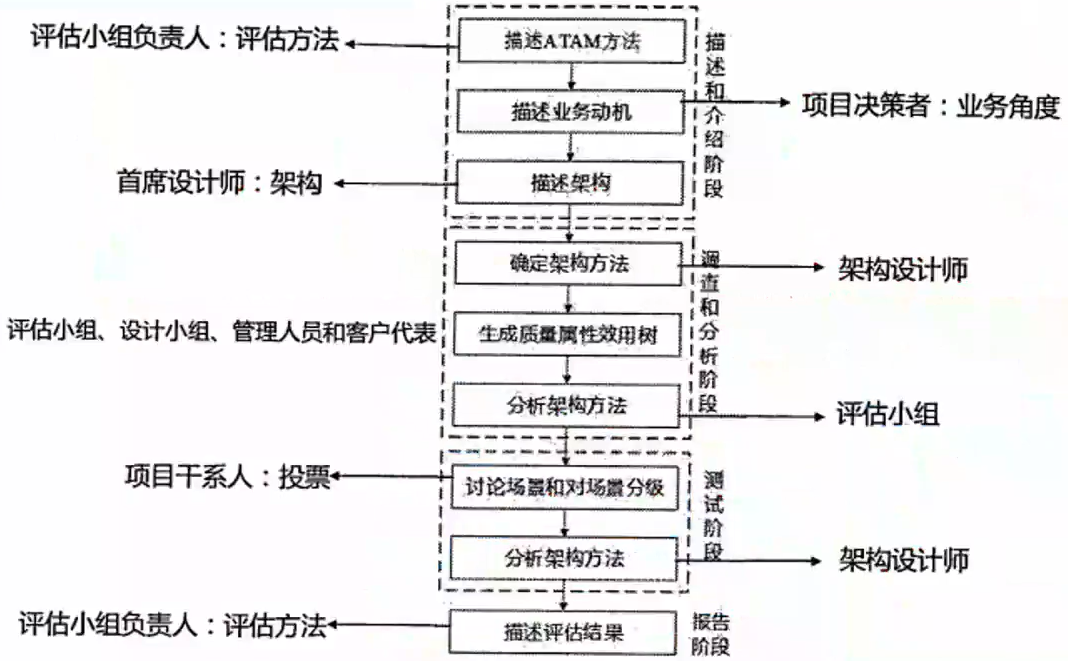 评估小组负责人：评估方法
描述ATAM方法
描述业务动机
项目决策者：业务角度
首席设计师：架构
描述架构
描述和介绍阶段
确定架构方法
架构设计师
评估小组、设计小组、管理人员和客户代表
生成质量属性效用树
分析架构方法
评估小组
调查和分析阶段
项目干系人：投票
讨论场景和对场景分级
分析架构方法
架构设计师
测试阶段
评估小组负责人：评估方法
描述评估结果
报告
阶段